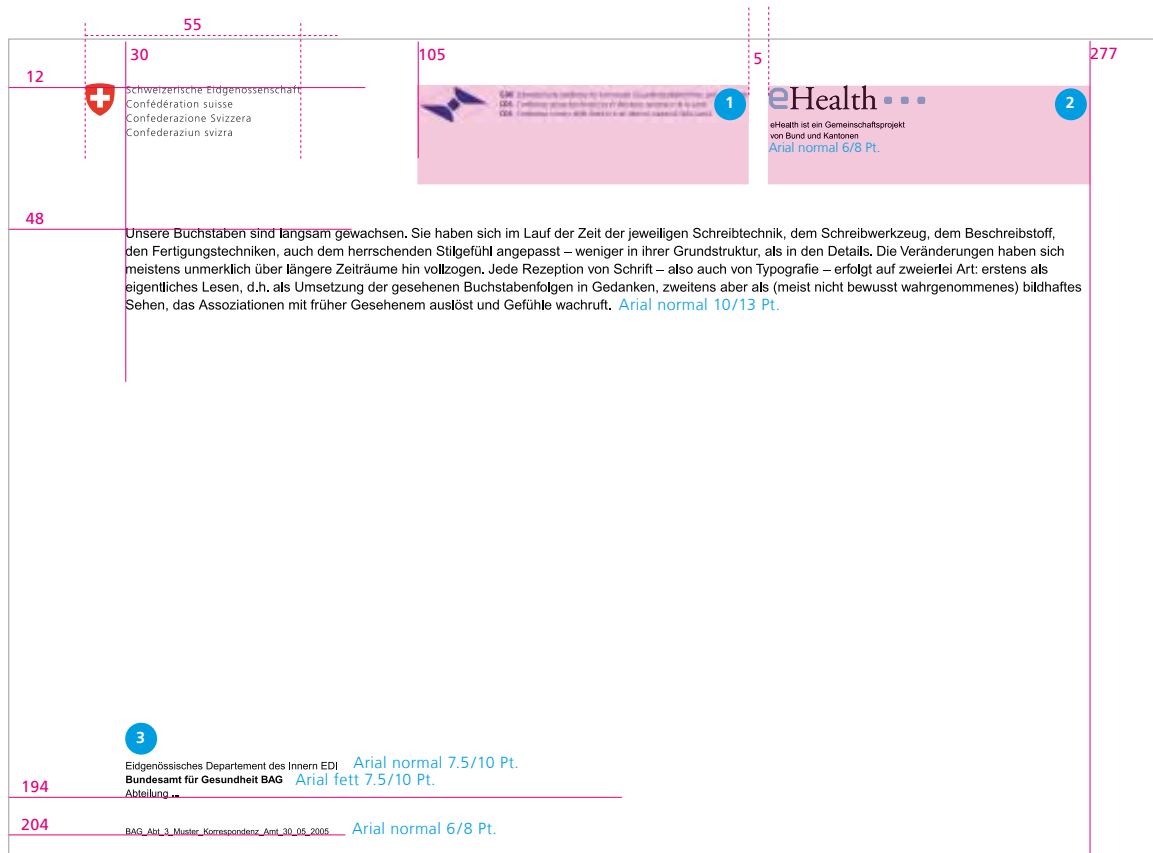 55
30
105
5
277
12
Schweizerische Eidgenossenschaft
Confédération suisse
Confederazione Svizzera
Confederaziun svizra
1
eHealth
2
eHealth ist ein Gemeinschaftsprojekt
von Bund und Kantonen
Arial normal 6/8 Pt.
48
Unsere Buchstaben sind langsam gewachsen. Sie haben sich im Lauf der Zeit der jeweiligen Schreibtechnik, dem Schreibwerkzeug, dem Beschreibstoff,
den Fertigungstechniken, auch dem herrschenden Stilgefühl angepasst – weniger in ihrer Grundstruktur, als in den Details. Die Veränderungen haben sich
meistens unmerklich über längere Zeiträume hin vollzogen. Jede Rezeption von Schrift – also auch von Typografie – erfolgt auf zweierlei Art: erstens als
eigentliches Lesen, d.h. als Umsetzung der gesehenen Buchstabenfolgen in Gedanken, zweitens aber als (meist nicht bewusst wahrgenommenes) bildhaftes
Sehen, das Assoziationen mit früher Gesehenem auslöst und Gefühle wachruft. Arial normal 10/13 Pt.
3
Eidgenössisches Departement des Innern EDI Arial normal 7.5/10 Pt.
Bundesamt für Gesundheit BAG Arial fett 7.5/10 Pt.
194
Abteilung ...
204
BAG_Abt_3_Muster_Korrespondenz_Amt_30_05_2005 Arial normal 6/8 Pt.